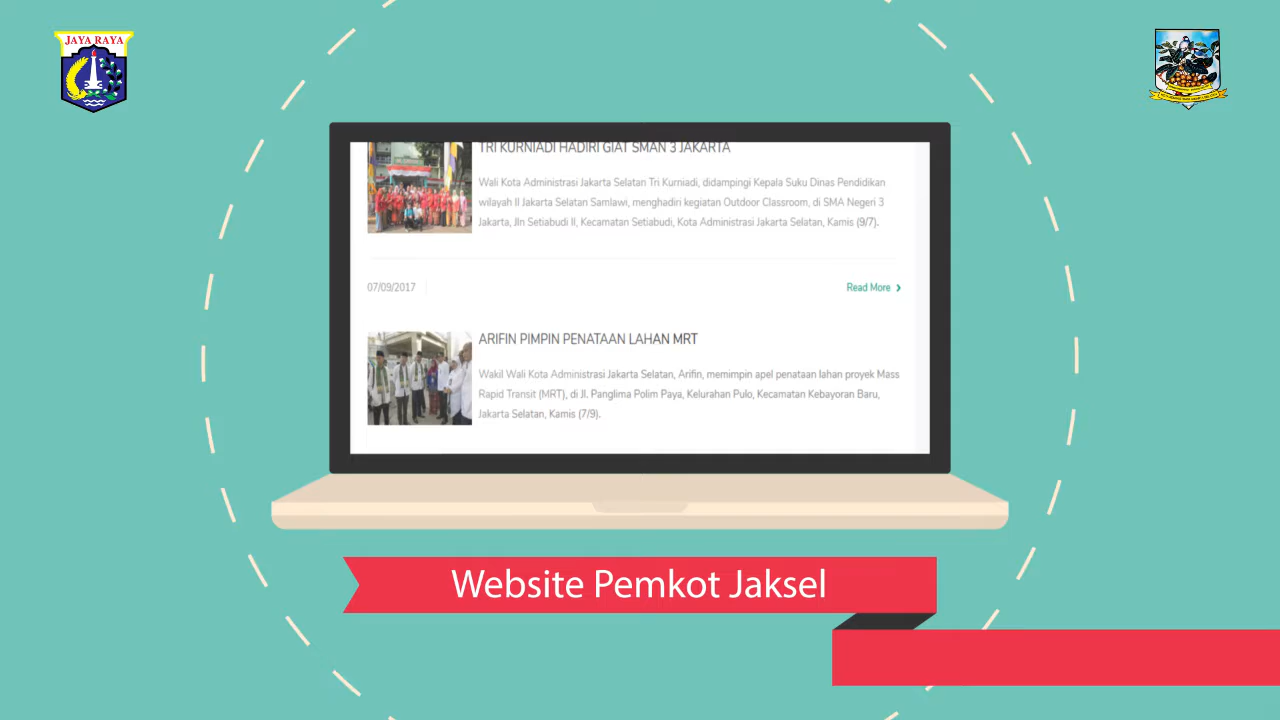 JAYA RAYA
TRI KURNIADI HADIRI GIAT SMAN 3 JAKARTA
Wali Kota Administrasi Jakarta Selatan Tri Kurniadi, didampingi Kepala Suku Dinas Pendidikan
wilayah II Jakarta Selatan Samlawi, menghadiri kegiatan Outdoor Classroom, di SMA Negeri 3
Jakarta, Jln Setiabudi II, Kecamatan Setiabudi, Kota Administrasi Jakarta Selatan, Kamis (9/7).
07/09/2017
Read More
ARIFIN PIMPIN PENATAAN LAHAN MRT
Wakil Wali Kota Administrasi Jakarta Selatan, Arifin, memimpin apel penataan lahan proyek Mass
Rapid Transit (MRT), di Jl. Panglima Polim Paya, Kelurahan Pulo, Kecamatan Kebayoran Baru,
Jakarta Selatan, Kamis (7/9).
Website Pemkot Jaksel